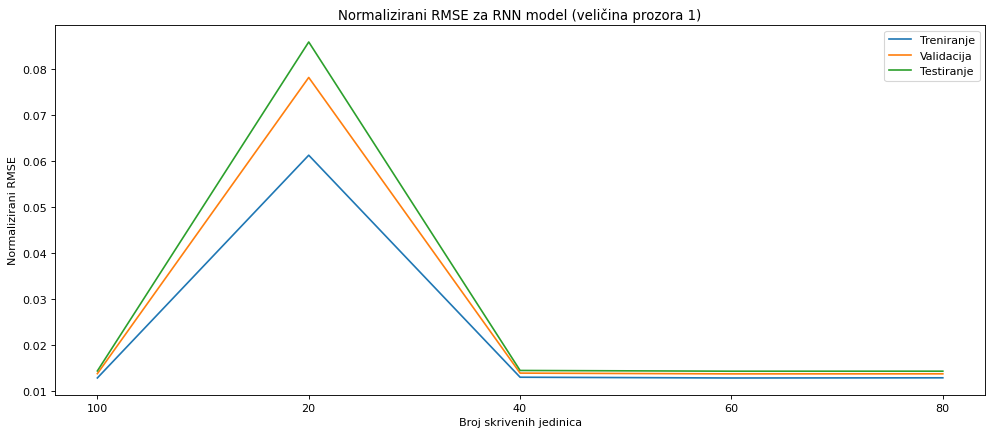 Normalizirani RMSE za RNN model (veličina prozora 1)
Treniranje
Validacija
Testiranje
Normalizirani RMSE
0.08
0.07
0.06
0.05
0.04
0.03
0.02
0.01
100 20 40 60 80
Broj skrivenih jedinica